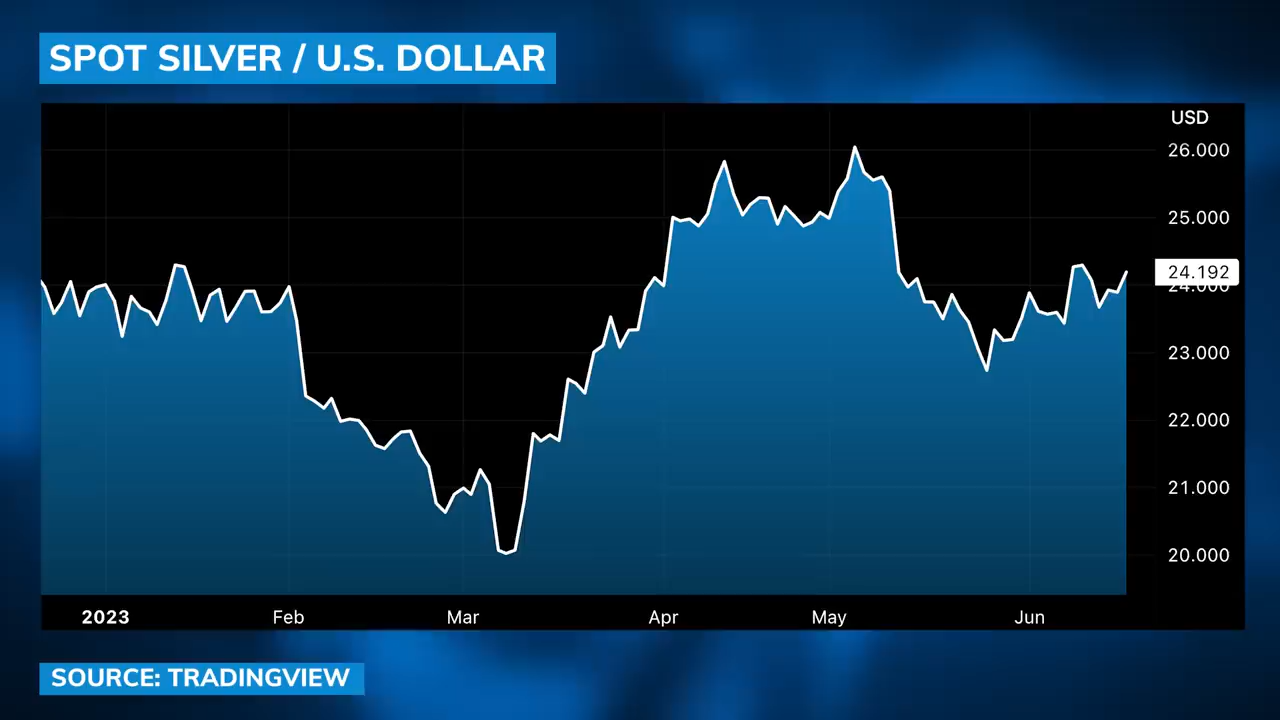 SPOT SILVER / U.S. DOLLAR
USD
26.000
25.000
24.192
24.000
23.000
22.000
21.000
20.000
2023 Feb Mar Apr May Jun
SOURCE: TRADINGVIEW